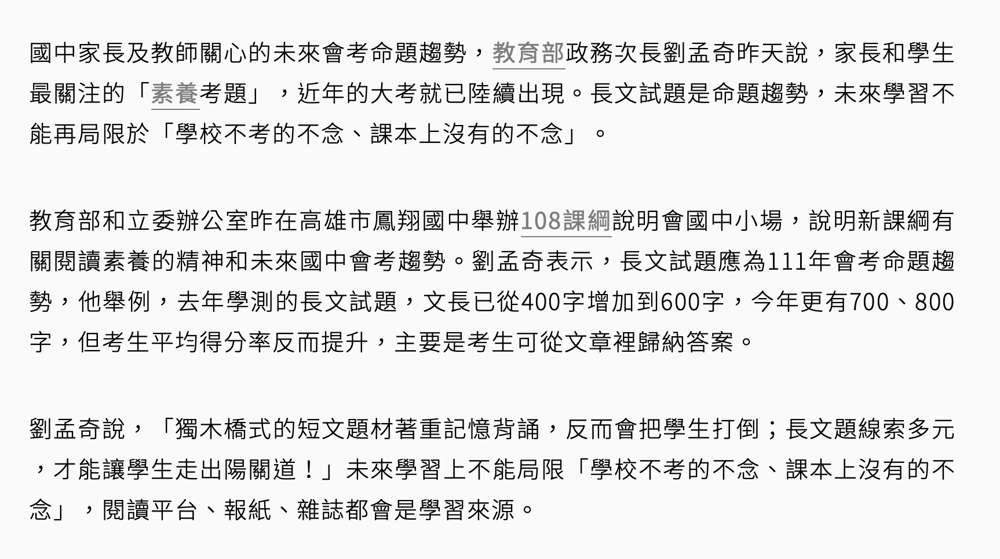 國中家長及教師關心的未來會考命題趨勢，教育部政務次長劉孟奇昨天說，家長和學生
最關注的「素養考題」，近年的大考就已陸續出現。長文試題是命題趨勢，未來學習不
能再局限於「學校不考的不念、課本上沒有的不念」。
教育部和立委辦公室昨在高雄市鳳翔國中舉辦108課綱說明會國中小場，說明新課綱有
關閱讀素養的精神和未來國中會考趨勢。劉孟奇表示，長文試題應為111年會考命題趨
勢，他舉例，去年學測的長文試題，文長已從400字增加到600字，今年更有700、800
字，但考生平均得分率反而提升，主要是考生可從文章裡歸納答案。
劉孟奇說，「獨木橋式的短文題材著重記憶背誦，反而會把學生打倒；長文題線索多元
，才能讓學生走出陽關道！」未來學習上不能局限「學校不考的不念、課本上沒有的不
念」，閱讀平台、報紙、雜誌都會是學習來源。